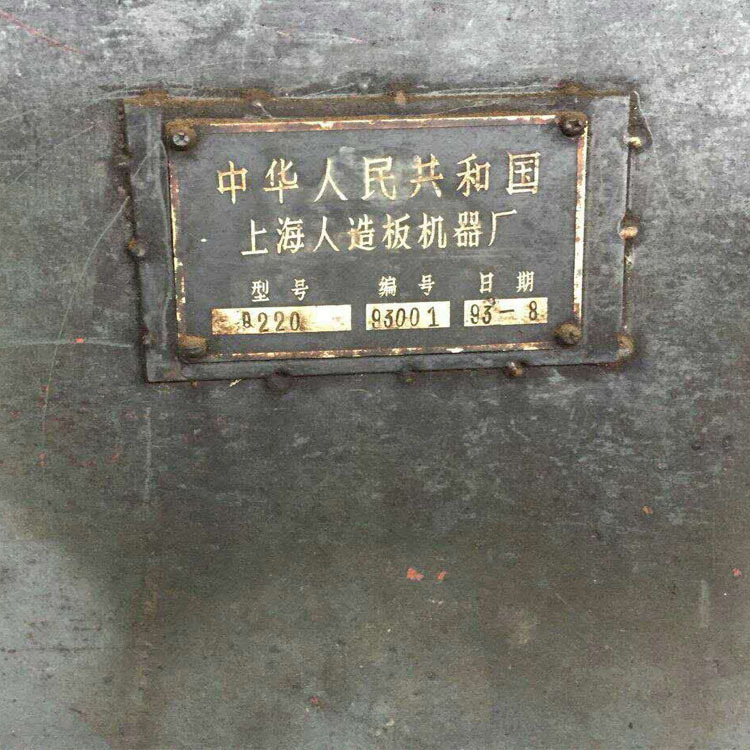 中华人民共和国
上海人造板机器厂
型号 编号 日期
220 93001 93-8